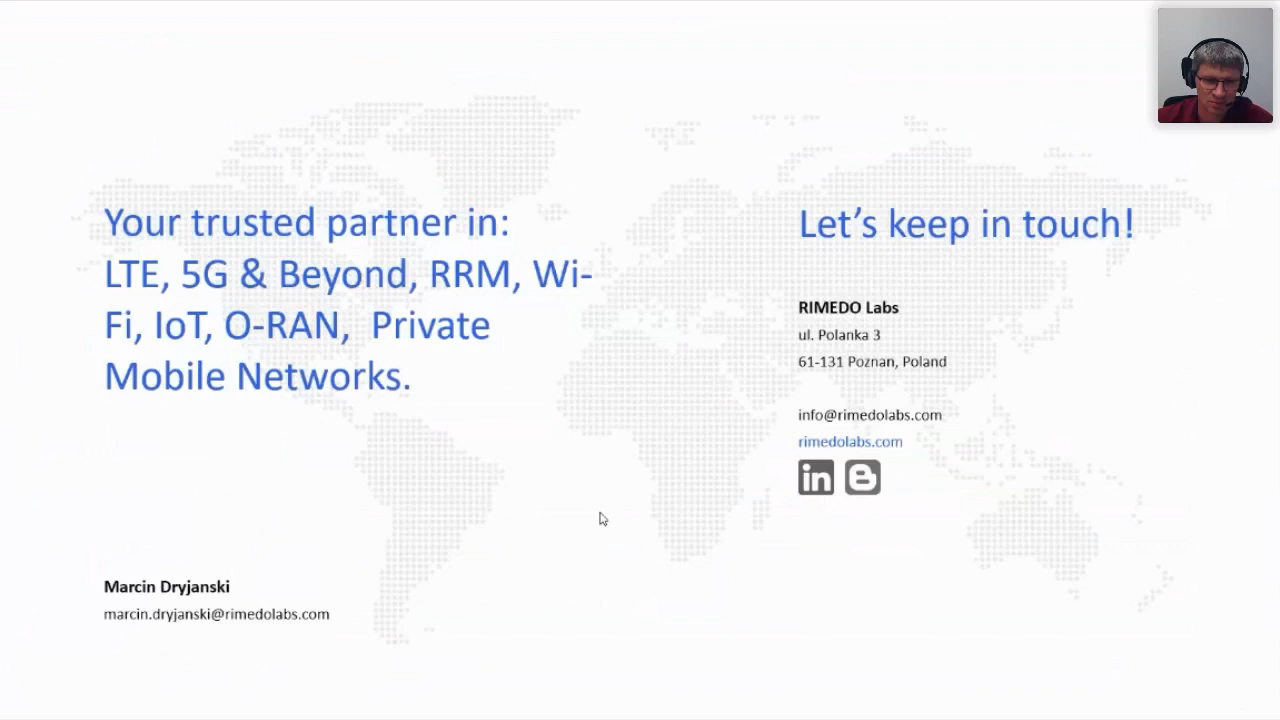 Your trusted partner in:
LTE, 5G & Beyond, RRM, Wi-
Fi, IoT, O-RAN,  Private
Mobile Networks.
Marcin Dryjanski
marcin.dryjanski@rimedolabs.com
Let’s keep in touch!
RIMEDO Labs
ul. Polanka 3
61-131 Poznan, Poland
info@rimedolabs.com
rimedolabs.com
in
B